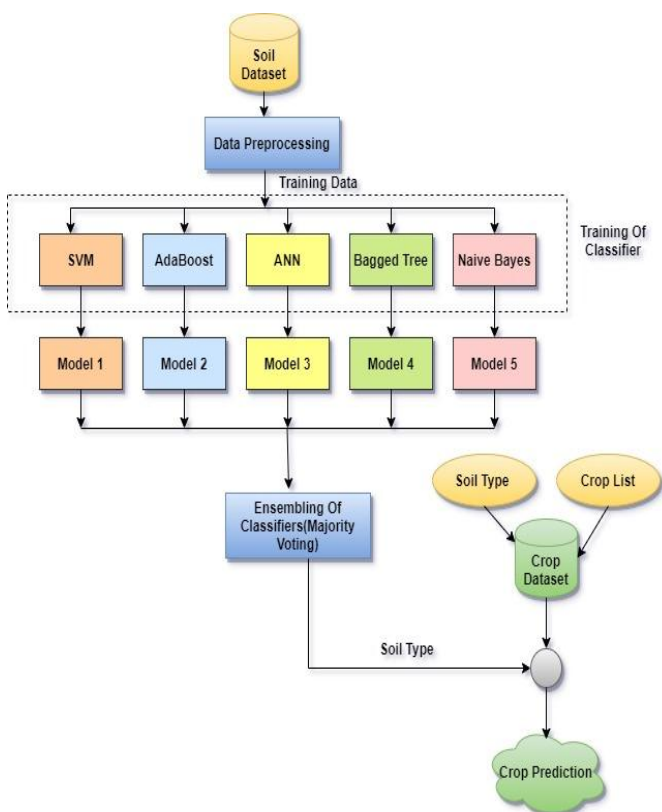 Soil
Dataset
Data Preprocessing
Training Data
Training Of
Classifier
SVM
AdaBoost
ANN
Bagged Tree
Naive Bayes
Model 1
Model 2
Model 3
Model 4
Model 5
Soil Type
Crop List
Ensembling Of
Classifiers(Majority
Voting)
Crop
Dataset
Soil Type
Crop Prediction